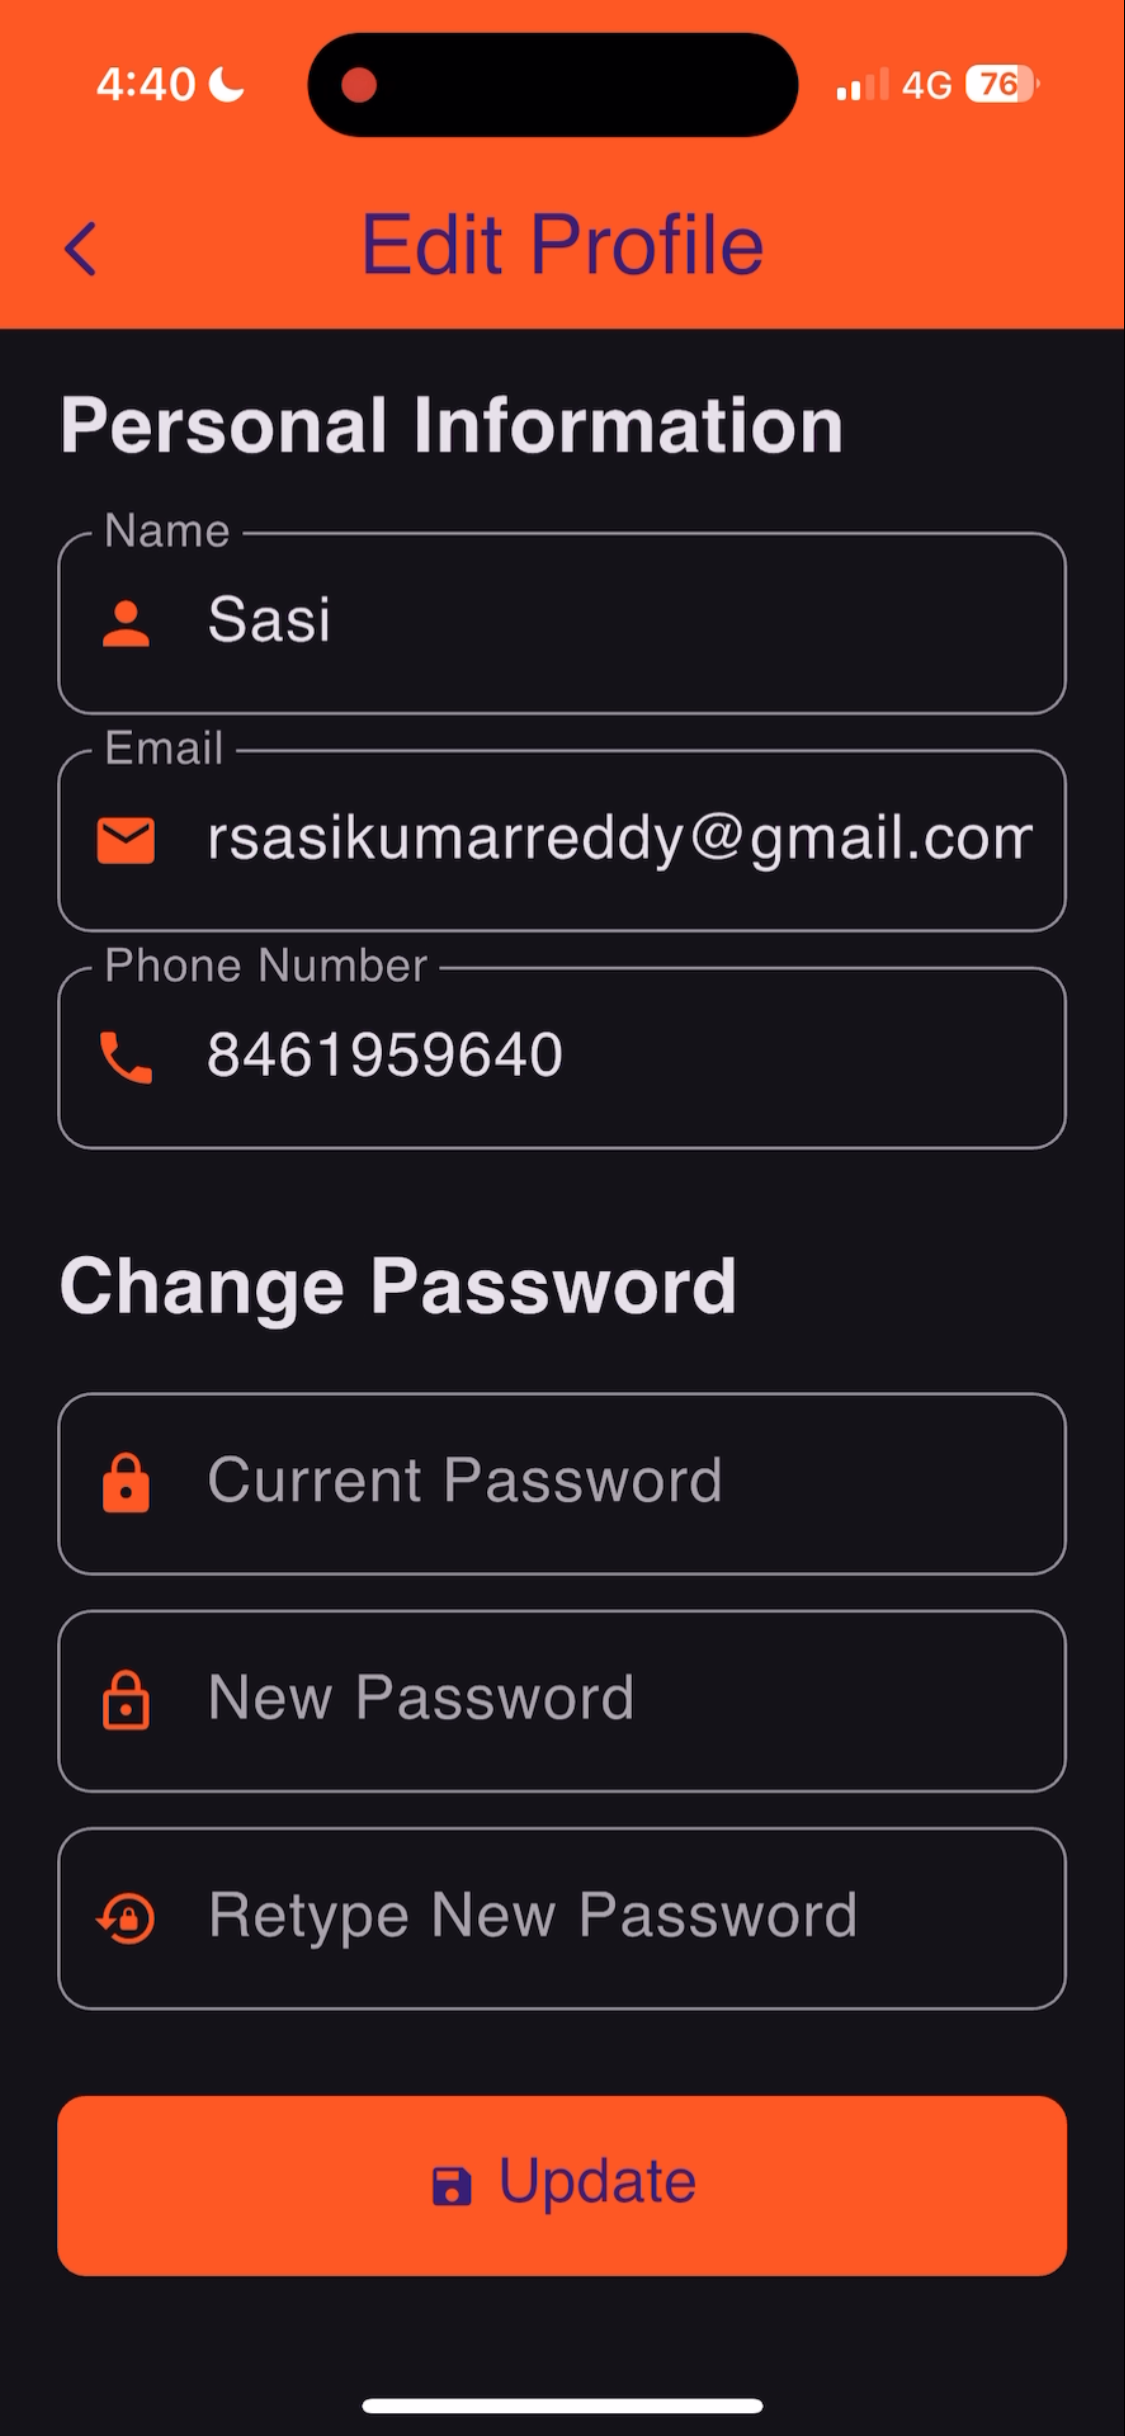 4:40
4G 76
Edit Profile
Personal Information
Name
Sasi
Email
rsasikumarreddy@gmail.com
Phone Number
8461959640
Change Password
Current Password
New Password
Retype New Password
Update